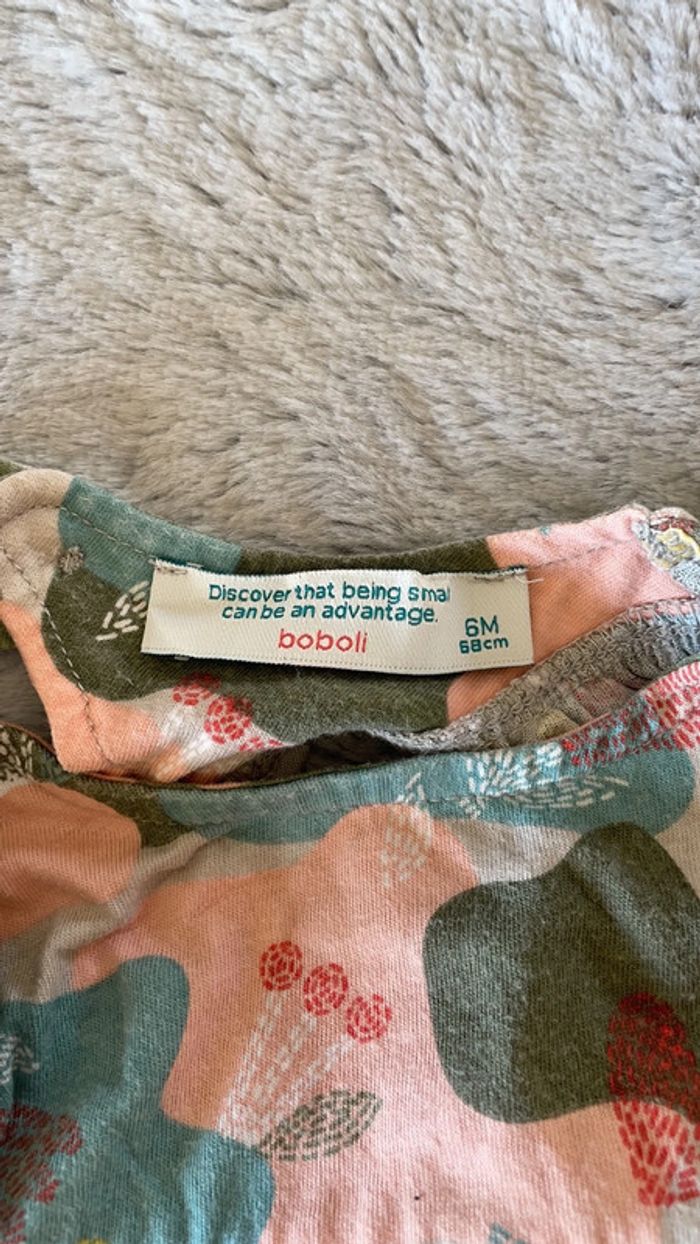 Discover that being smal
can be an advantage.
boboli
6M
68cm